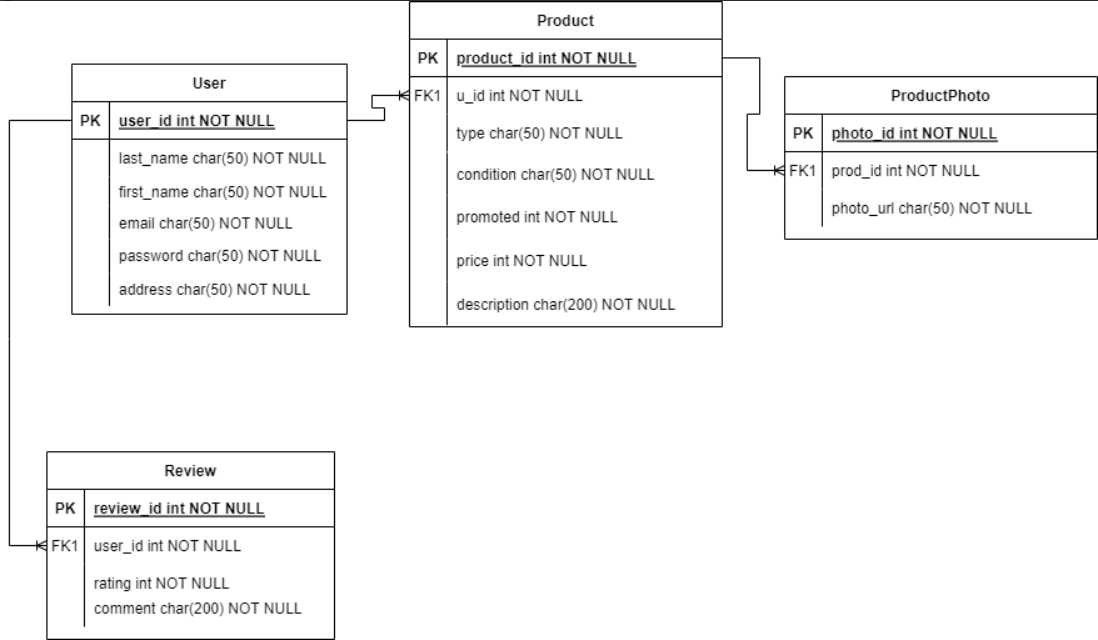 Product
PK product_id int NOT NULL
FK1 u_id int NOT NULL
type char(50) NOT NULL
condition char(50) NOT NULL
promoted int NOT NULL
price int NOT NULL
description char(200) NOT NULL
User
PK user_id int NOT NULL
last_name char(50) NOT NULL
first_name char(50) NOT NULL
email char(50) NOT NULL
password char(50) NOT NULL
address char(50) NOT NULL
ProductPhoto
PK photo_id int NOT NULL
FK1 prod_id int NOT NULL
photo_url char(50) NOT NULL
Review
PK review_id int NOT NULL
FK1 user_id int NOT NULL
rating int NOT NULL
comment char(200) NOT NULL